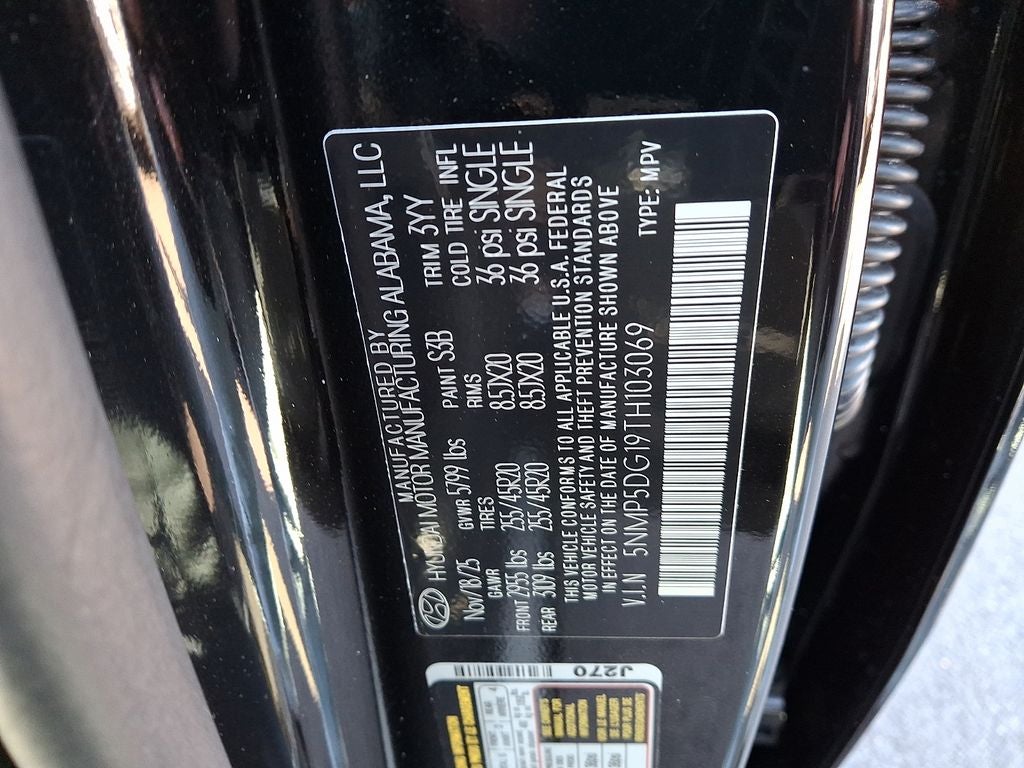 MANUFACTURED BY
HYUNDAI MOTOR MANUFACTURING ALABAMA, LLC
Nov/18/25 GVWR 5799 lbs PAINT S3B TRIM 3YY
GAWR TIRES RIMS COLD TIRE INFL
FRONT 2955 lbs 255/45R20 8.5JX20 36 psi SINGLE
REAR 3109 lbs 255/45R20 8.5JX20 36 psi SINGLE
THIS VEHICLE CONFORMS TO ALL APPLICABLE U.S.A. FEDERAL
MOTOR VEHICLE SAFETY AND THEFT PREVENTION STANDARDS
IN EFFECT ON THE DATE OF MANUFACTURE SHOWN ABOVE
V.I.N 5NMP5DG19TH103069 TYPE: MPV
J270